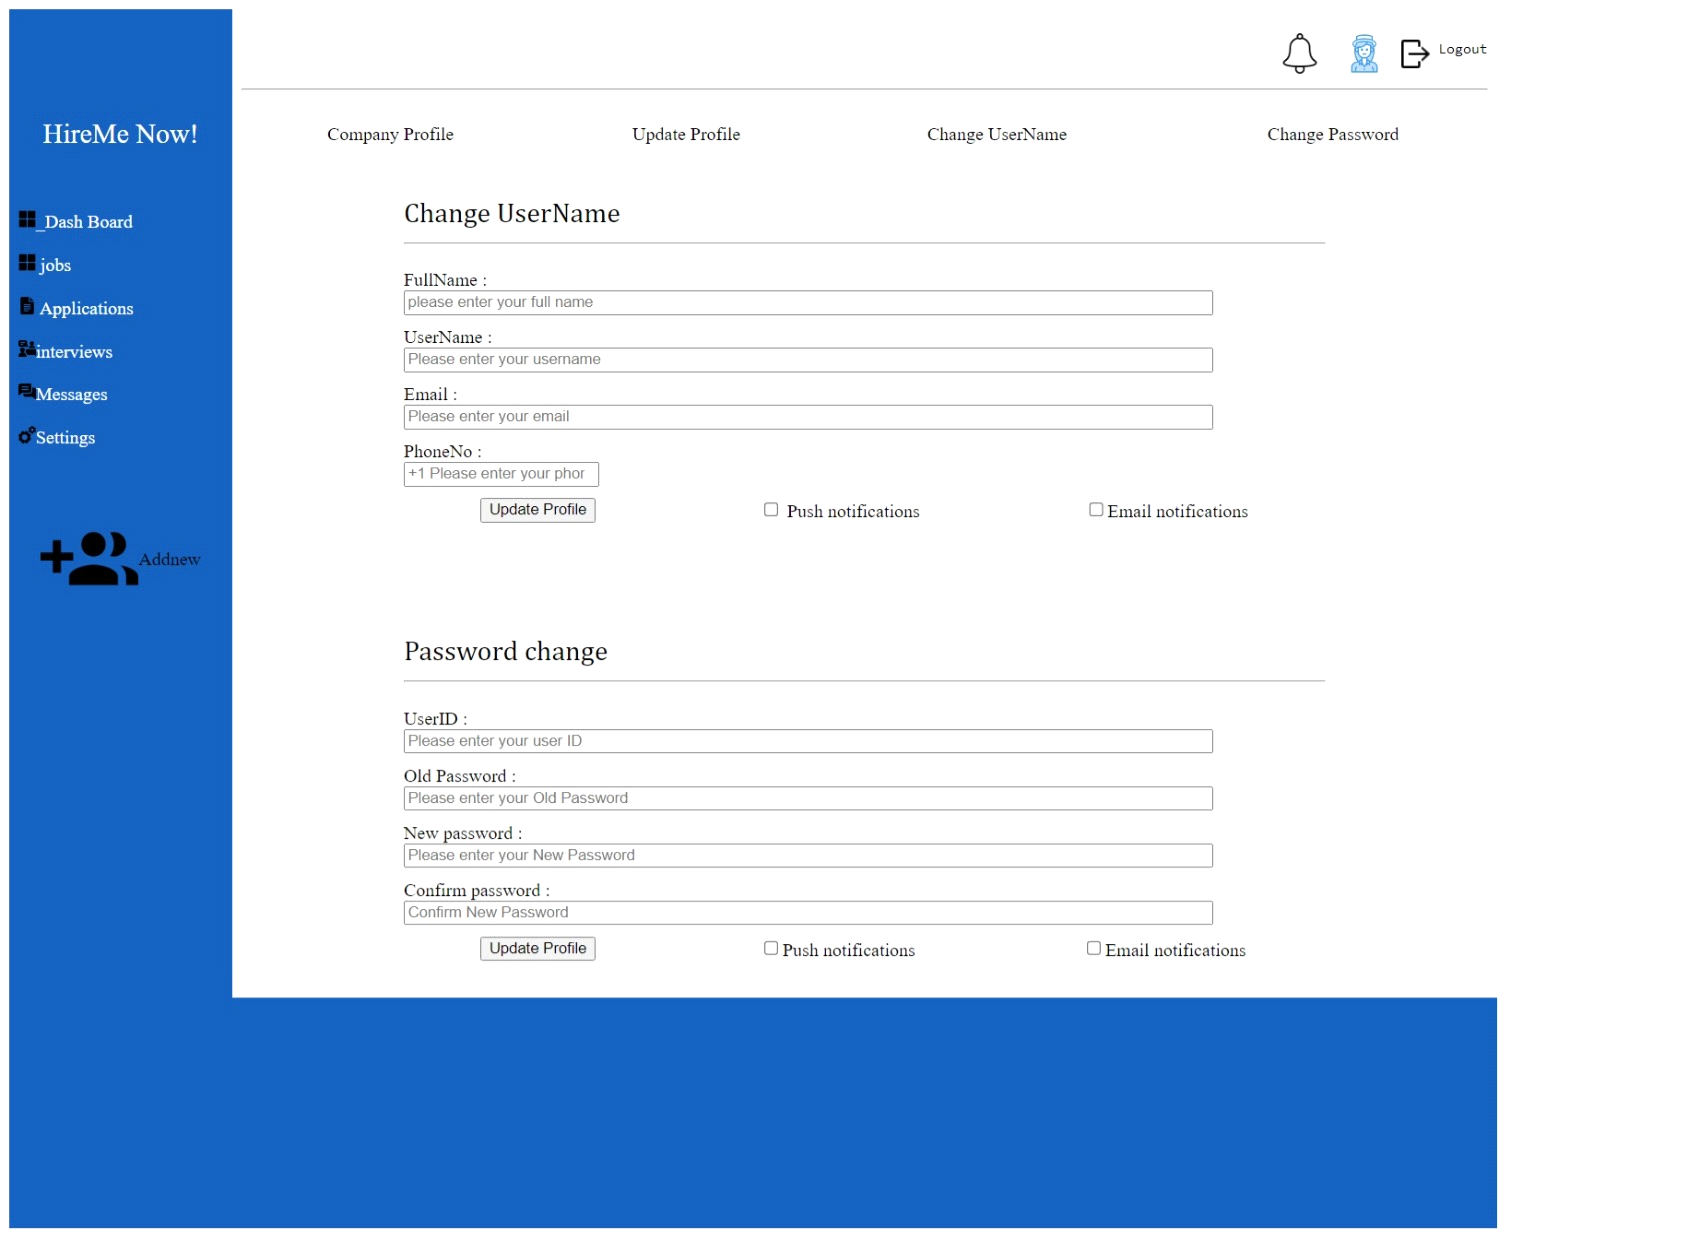 Logout
HireMe Now!
Company Profile Update Profile Change UserName Change Password
_Dash Board
jobs
Applications
interviews
Messages
Settings
Addnew
Change UserName
FullName :
please enter your full name
UserName :
Please enter your username
Email :
Please enter your email
PhoneNo :
+1 Please enter your phor
Update Profile Push notifications Email notifications
Password change
UserID :
Please enter your user ID
Old Password :
Please enter your Old Password
New password :
Please enter your New Password
Confirm password :
Confirm New Password
Update Profile Push notifications Email notifications